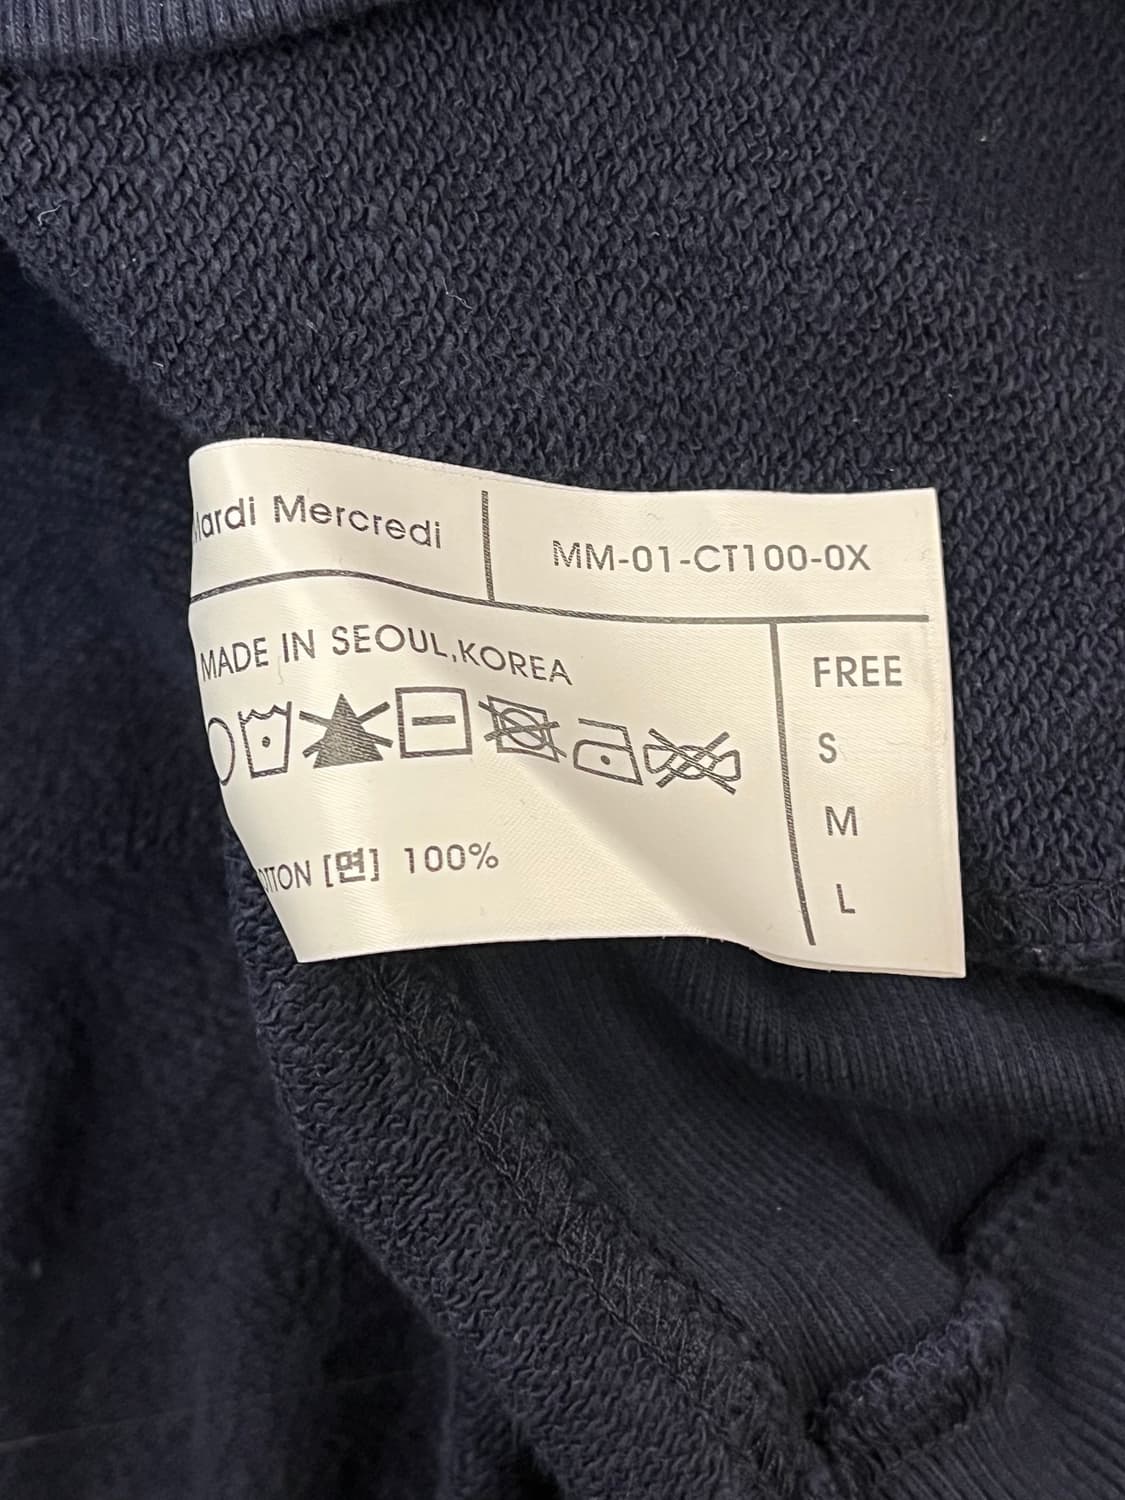 Mardi Mercredi
MM-01-CT100-0X
MADE IN SEOUL,KOREA
COTTON [면] 100%
FREE
S
M
L